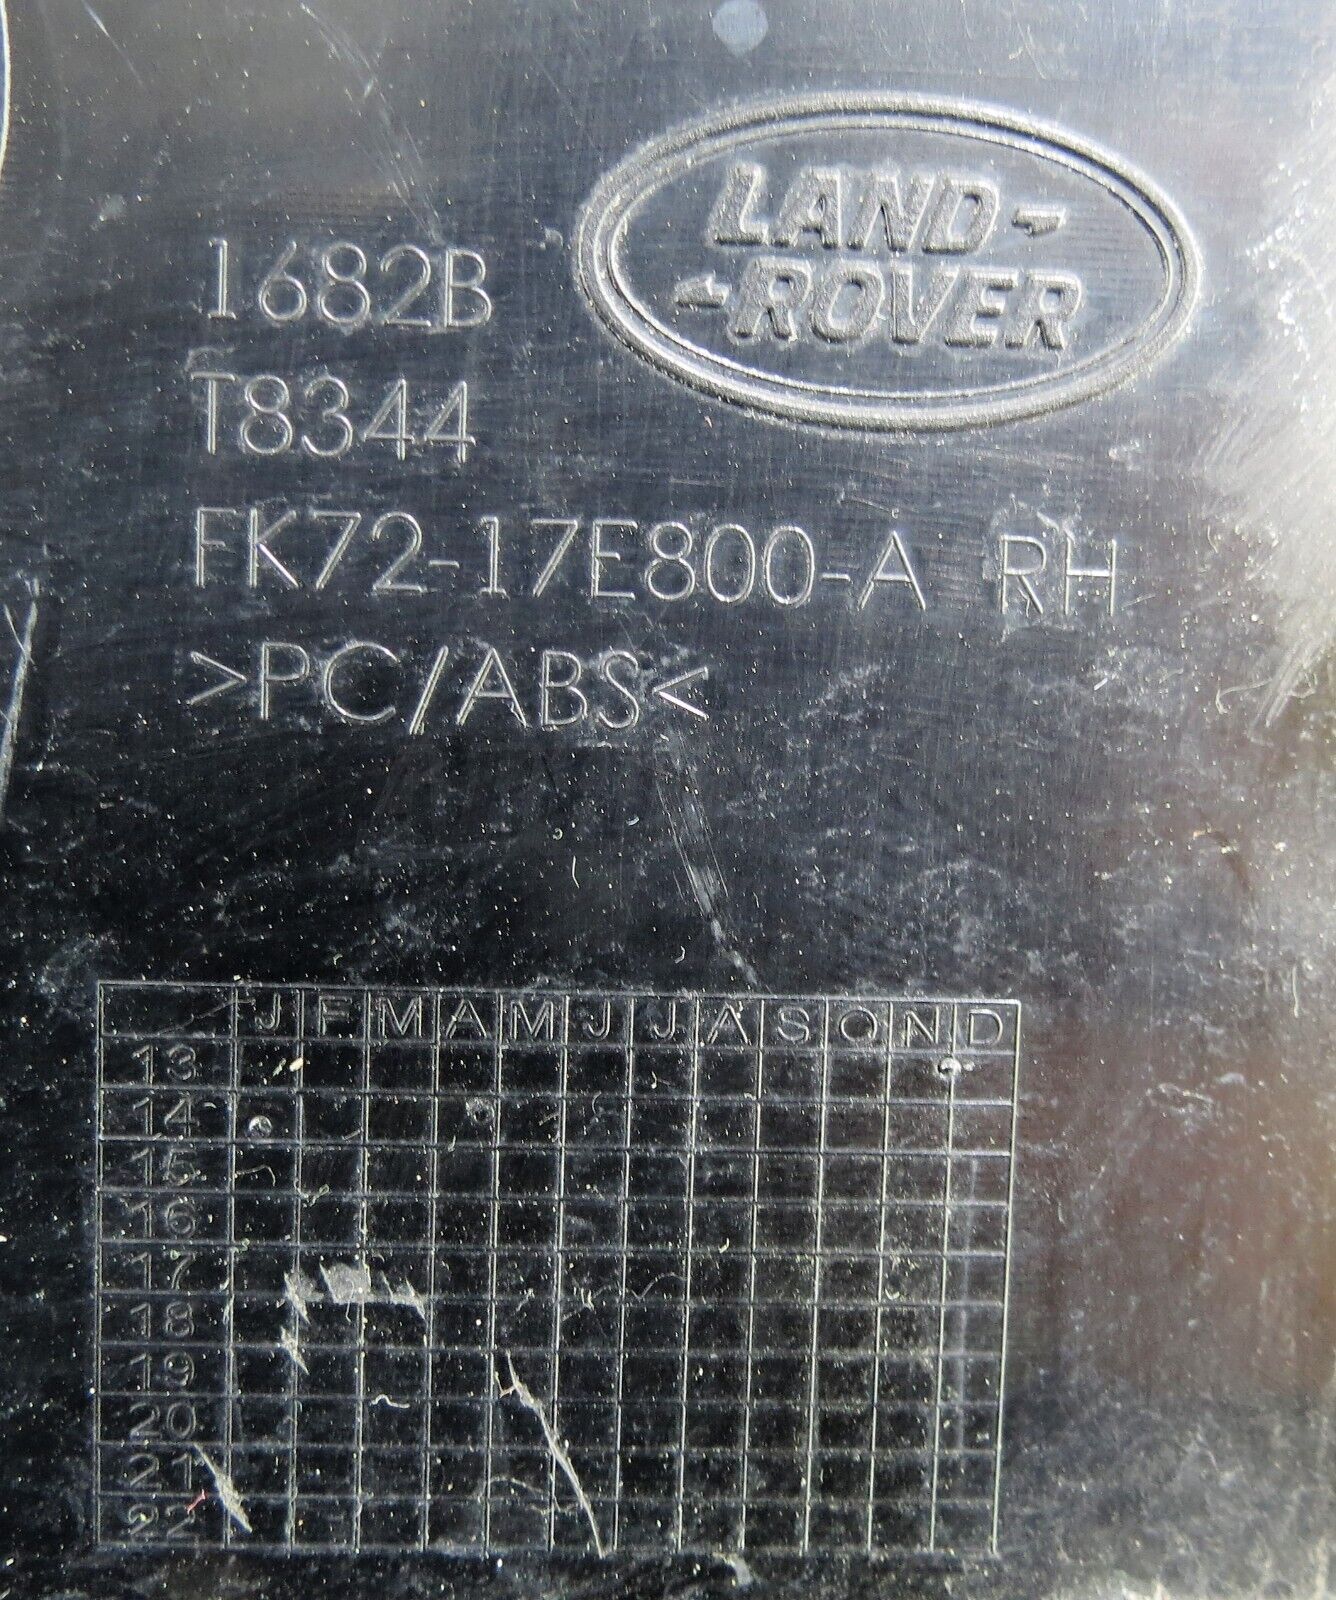 LAND
ROVER
1682B
T8344
FK72-17E800-A RH
>PC/ABS<
J F M A M J J A S O N D
13
14
15
16
17
18
19
20
21
22